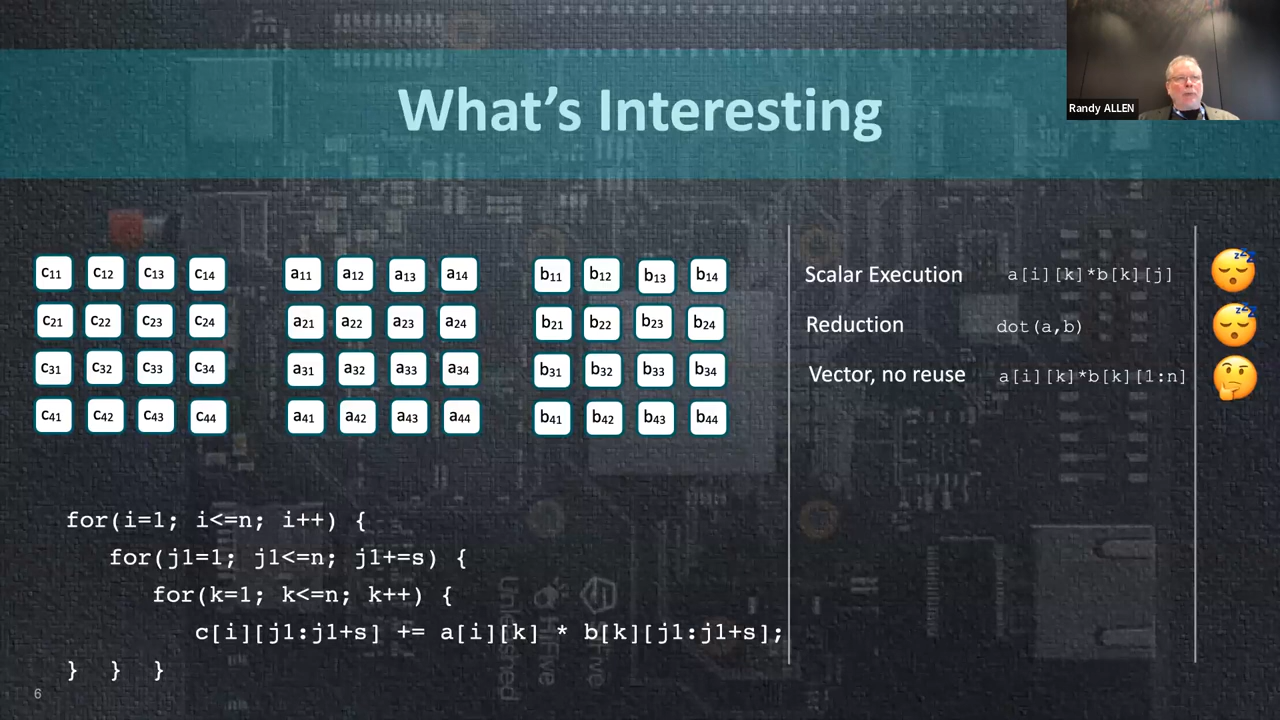 What's Interesting
Randy ALLEN
c11 c12 c13 c14
c21 c22 c23 c24
c31 c32 c33 c34
c41 c42 c43 c44
a11 a12 a13 a14
a21 a22 a23 a24
a31 a32 a33 a34
a41 a42 a43 a44
b11 b12 b13 b14
b21 b22 b23 b24
b31 b32 b33 b34
b41 b42 b43 b44
Scalar Execution a[i][k]*b[k][j]
Reduction dot(a,b)
Vector, no reuse a[i][k]*b[k][1:n]
for(i=1; i<=n; i++) {
for(j1=1; j1<=n; j1+=s) {
for(k=1; k<=n; k++) {
c[i][j1:j1+s] += a[i][k] * b[k][j1:j1+s];
} } }
6
Unleashed